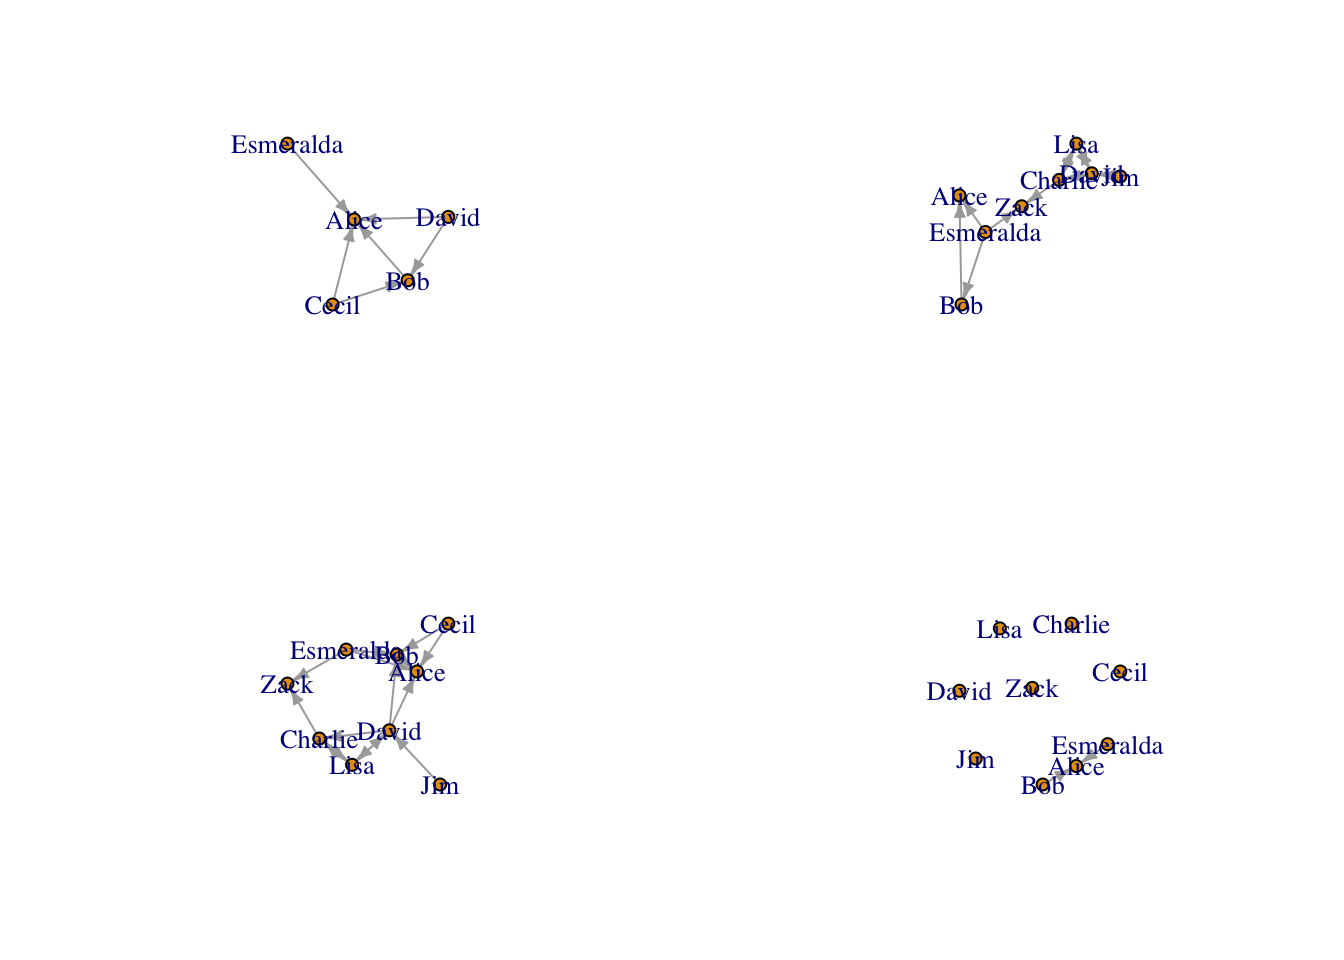 Esmeralda
Alice
David
Bob
Cecil
Lisa
Charlie
David
Jim
Alice
Zack
Esmeralda
Bob
Cecil
Esmeralda
Bob
Alice
Zack
David
Charlie
Lisa
Jim
Lisa
Charlie
Cecil
David
Zack
Esmeralda
Jim
Alice
Bob